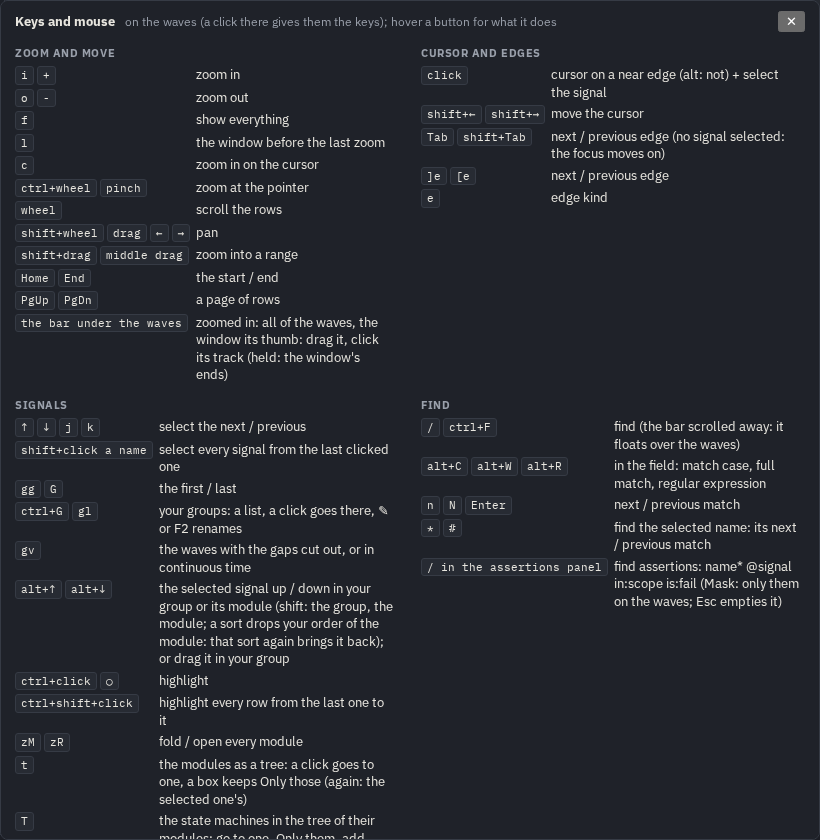 Keys and mouse on the waves (a click there gives them the keys); hover a button for what it does ✕
ZOOM AND MOVE
i + zoom in
o - zoom out
f show everything
l the window before the last zoom
c zoom in on the cursor
ctrl+wheel pinch zoom at the pointer
wheel scroll the rows
shift+wheel drag ← → pan
shift+drag middle drag zoom into a range
Home End the start / end
PgUp PgDn a page of rows
the bar under the waves zoomed in: all of the waves, the
window its thumb: drag it, click
its track (held: the window's
ends)
CURSOR AND EDGES
click cursor on a near edge (alt: not) + select
the signal
shift+← shift+→ move the cursor
Tab shift+Tab next / previous edge (no signal selected:
the focus moves on)
]e [e next / previous edge
e edge kind
SIGNALS
↑ ↓ j k select the next / previous
shift+click a name select every signal from the last clicked
one
gg G the first / last
ctrl+G gl your groups: a list, a click goes there, ✎
or F2 renames
gv the waves with the gaps cut out, or in
continuous time
alt+↑ alt+↓ the selected signal up / down in your
group or its module (shift: the group, the
module; a sort drops your order of the
module: that sort again brings it back);
or drag it in your group
ctrl+click ○ highlight
ctrl+shift+click highlight every row from the last one to
it
zM zR fold / open every module
t the modules as a tree: a click goes to
one, a box keeps Only those (again: the
selected one's)
T the state machines in the tree of their
modules: go to one, Only them, add
FIND
/ ctrl+F find (the bar scrolled away: it
floats over the waves)
alt+C alt+W alt+R in the field: match case, full
match, regular expression
n N Enter next / previous match
* # find the selected name: its next
/ previous match
/ in the assertions panel find assertions: name* @signal
in:scope is:fail (Mask: only them
on the waves; Esc empties it)